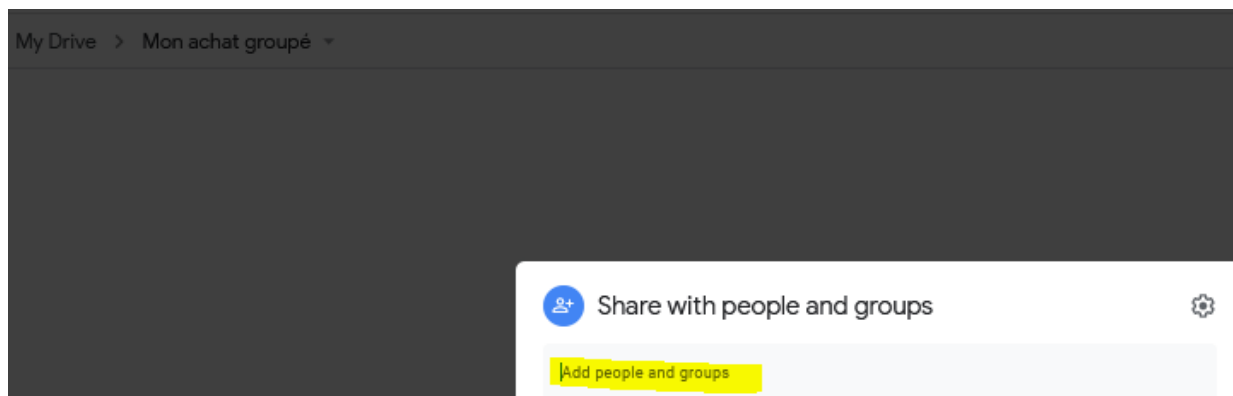 My Drive > Mon achat groupé
Share with people and groups
Add people and groups